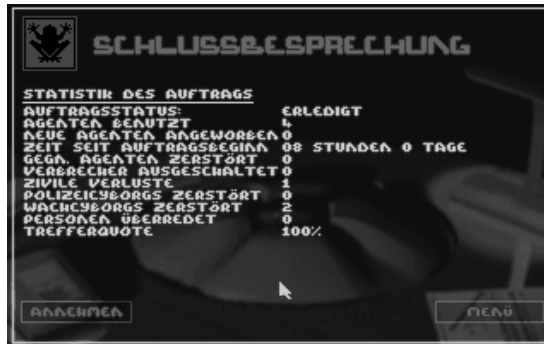 SCHLUSSBESPRECHUNG
STATISTIK DES AUFTRAGS
AUFTRAGSSTATUS: ERLEDIGT
AGENTEN BENUTZT 4
NEUE AGENTEN ANGEWORBEN 0
ZEIT SEIT AUFTRAGSBEGINN 08 STUNDEN 0 TAGE
GEGN. AGENTEN ZERSTÖRT 0
VERBRECHER AUSGESCHALTET 0
ZIVILE VERLUSTE 1
POLIZEICYBORGS ZERSTÖRT 0
WACHCYBORGS ZERSTÖRT 2
PERSONEN ÜBERREDET 0
TREFFERQUOTE 100%
ANNEHMEN MENÜ